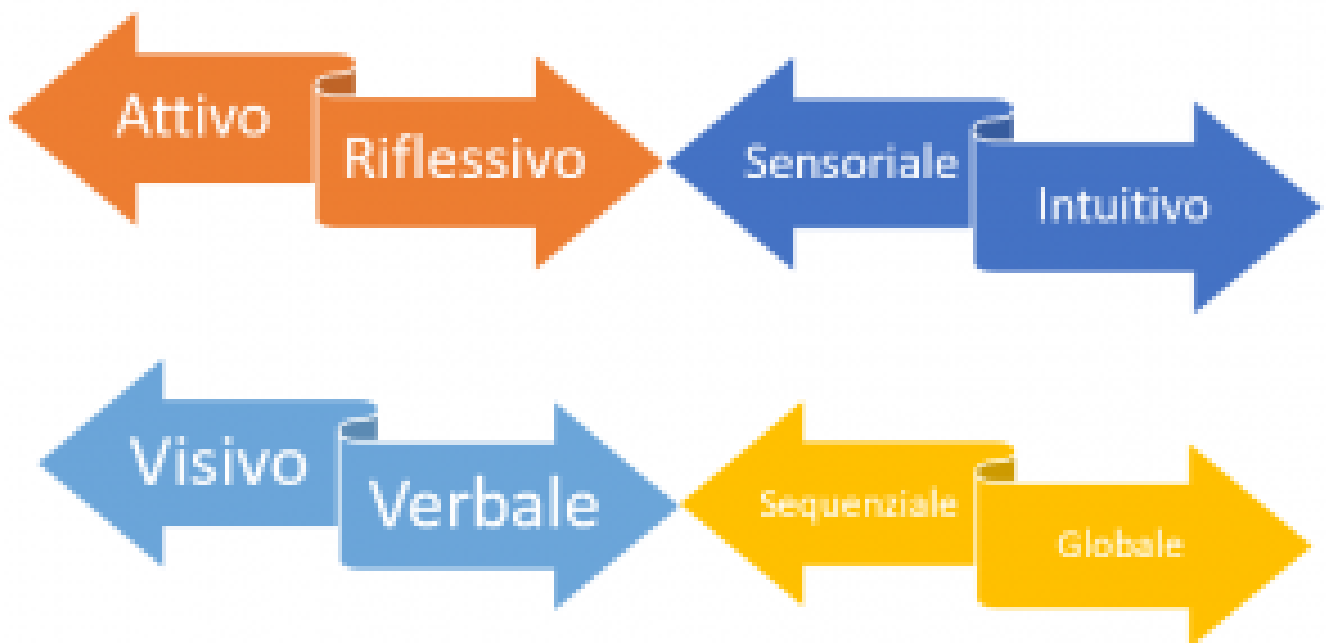 Attivo
Riflessivo
Sensoriale
Intuitivo
Visivo
Verbale
Sequenziale
Globale